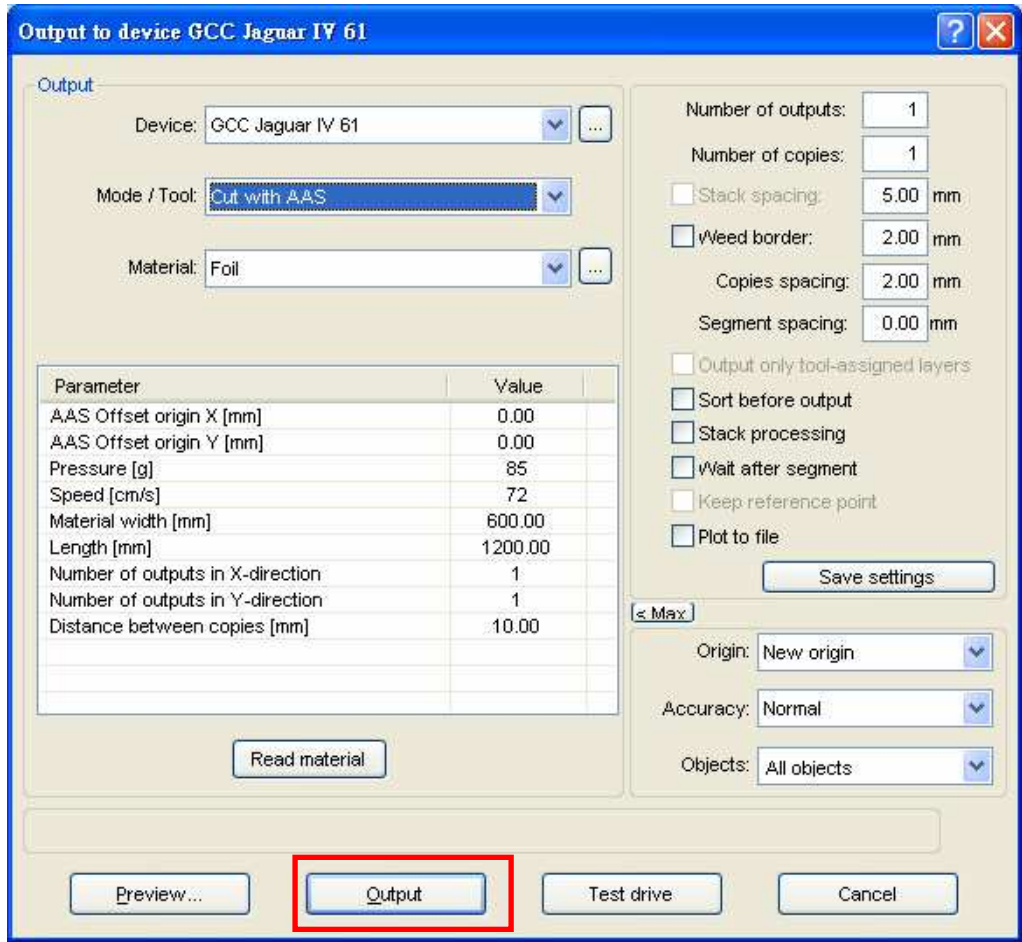 Output to device GCC Jaguar IV 61
Output
Device: GCC Jaguar IV 61 ...
Mode / Tool: Cut with AAS
Material: Foil ...
Parameter Value
AAS Offset origin X [mm] 0.00
AAS Offset origin Y [mm] 0.00
Pressure [g] 85
Speed [cm/s] 72
Material width [mm] 600.00
Length [mm] 1200.00
Number of outputs in X-direction 1
Number of outputs in Y-direction 1
Distance between copies [mm] 10.00
Read material
Number of outputs: 1
Number of copies: 1
Stack spacing: 5.00 mm
Weed border: 2.00 mm
Copies spacing: 2.00 mm
Segment spacing: 0.00 mm
Output only tool-assigned layers
Sort before output
Stack processing
Wait after segment
Keep reference point
Plot to file
Save settings
< Max
Origin: New origin
Accuracy: Normal
Objects: All objects
Preview... Output Test drive Cancel